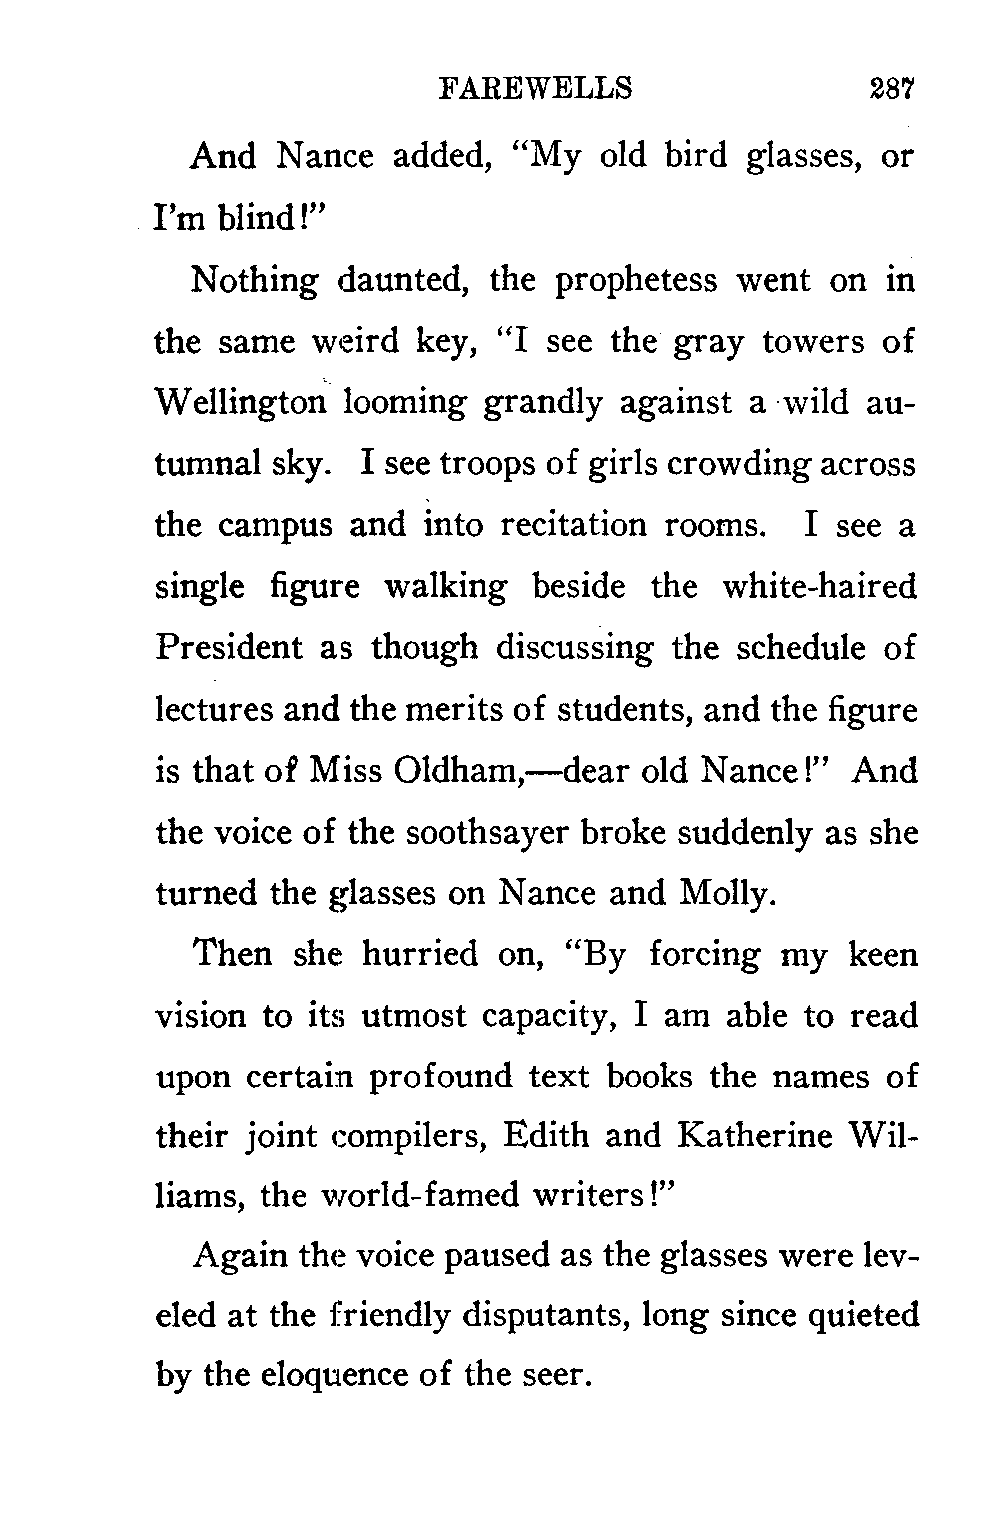 FAREWELLS 287
And Nance added, “My old bird glasses, or
I’m blind!”
Nothing daunted, the prophetess went on in
the same weird key, “I see the gray towers of
Wellington looming grandly against a wild au-
tumnal sky. I see troops of girls crowding across
the campus and into recitation rooms. I see a
single figure walking beside the white-haired
President as though discussing the schedule of
lectures and the merits of students, and the figure
is that of Miss Oldham,—dear old Nance!” And
the voice of the soothsayer broke suddenly as she
turned the glasses on Nance and Molly.
Then she hurried on, “By forcing my keen
vision to its utmost capacity, I am able to read
upon certain profound text books the names of
their joint compilers, Edith and Katherine Wil-
liams, the world-famed writers!”
Again the voice paused as the glasses were lev-
eled at the friendly disputants, long since quieted
by the eloquence of the seer.